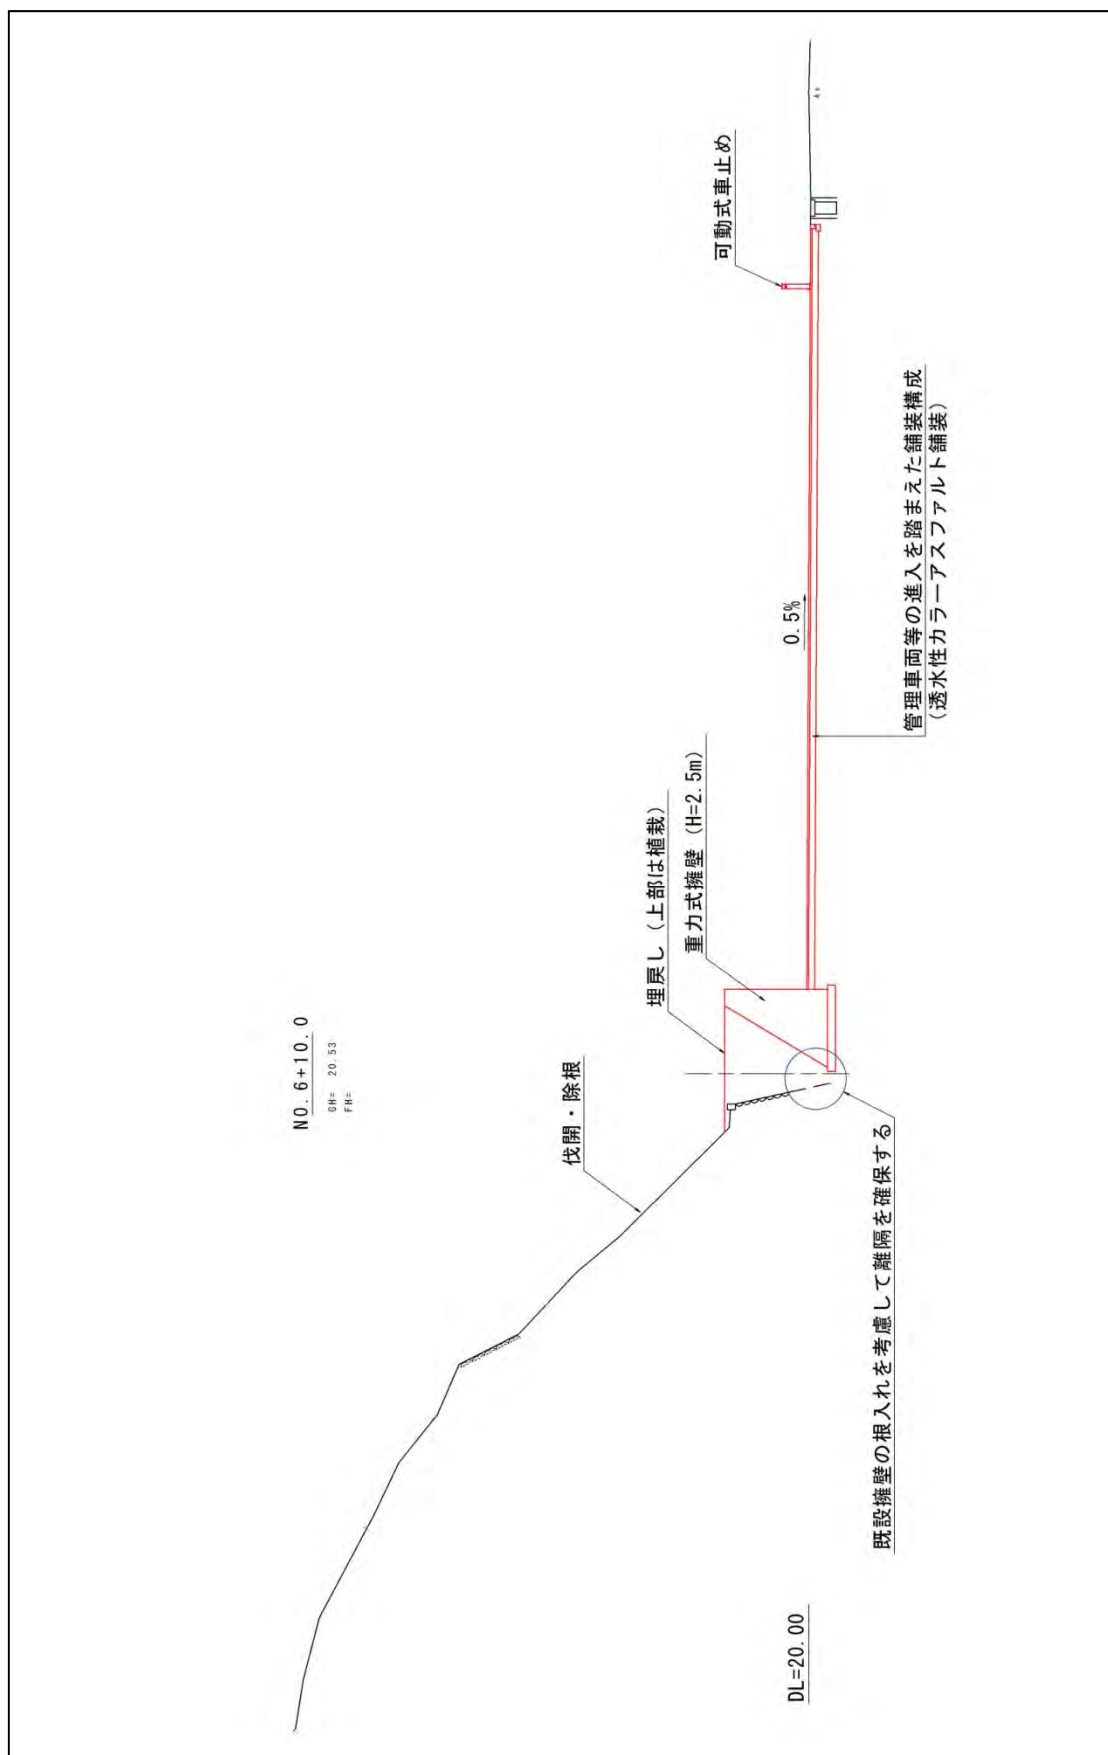 NO.6+10.0
GH= 20.53
FH=
伐開・除根
埋戻し（上部は植栽）
重力式擁壁（H=2.5m）
可動式車止め
0.5%
As
DL=20.00
既設擁壁の根入れを考慮して離隔を確保する
管理車両等の進入を踏まえた舗装構成
（透水性カラーアスファルト舗装）